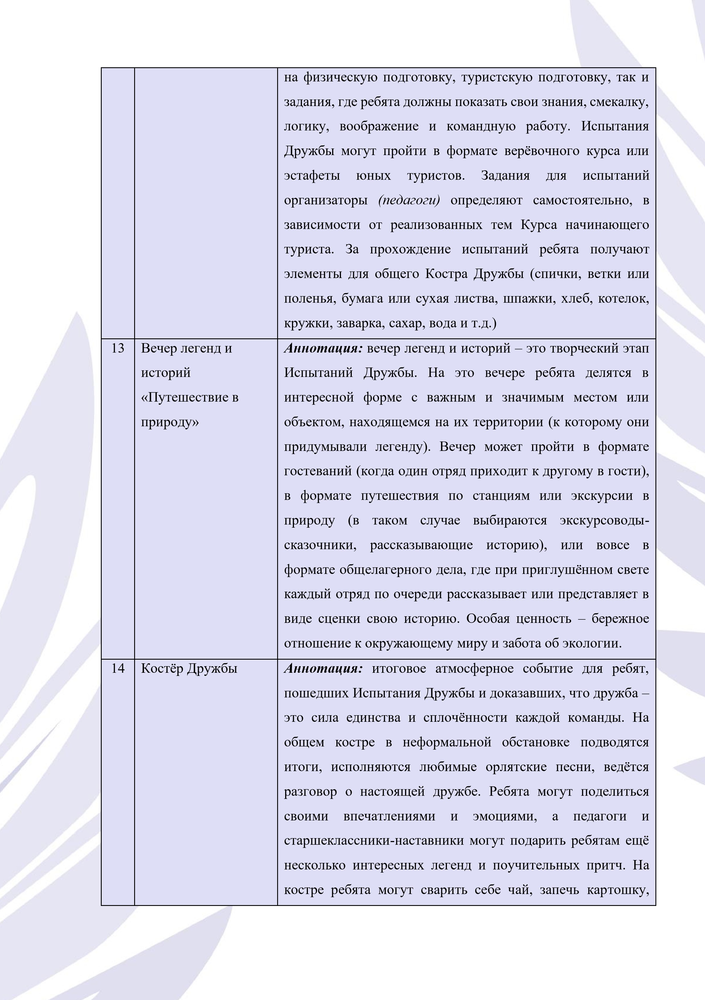 на физическую подготовку, туристскую подготовку, так и
задания, где ребята должны показать свои знания, смекалку,
логику, воображение и командную работу. Испытания
Дружбы могут пройти в формате верёвочного курса или
эстафеты юных туристов. Задания для испытаний
организаторы (педагоги) определяют самостоятельно, в
зависимости от реализованных тем Курса начинающего
туриста. За прохождение испытаний ребята получают
элементы для общего Костра Дружбы (спички, ветки или
поленья, бумага или сухая листва, шпажки, хлеб, котелок,
кружки, заварка, сахар, вода и т.д.)
13
Вечер легенд и
историй
«Путешествие в
природу»
Аннотация: вечер легенд и историй – это творческий этап
Испытаний Дружбы. На это вечере ребята делятся в
интересной форме с важным и значимым местом или
объектом, находящемся на их территории (к которому они
придумывали легенду). Вечер может пройти в формате
гостеваний (когда один отряд приходит к другому в гости),
в формате путешествия по станциям или экскурсии в
природу (в таком случае выбираются экскурсоводы-
сказочники, рассказывающие историю), или вовсе в
формате общелагерного дела, где при приглушённом свете
каждый отряд по очереди рассказывает или представляет в
виде сценки свою историю. Особая ценность – бережное
отношение к окружающему миру и забота об экологии.
14
Костёр Дружбы
Аннотация: итоговое атмосферное событие для ребят,
пошедших Испытания Дружбы и доказавших, что дружба –
это сила единства и сплочённости каждой команды. На
общем костре в неформальной обстановке подводятся
итоги, исполняются любимые орлятские песни, ведётся
разговор о настоящей дружбе. Ребята могут поделиться
своими впечатлениями и эмоциями, а педагоги и
старшеклассники-наставники могут подарить ребятам ещё
несколько интересных легенд и поучительных притч. На
костре ребята могут сварить себе чай, запечь картошку,